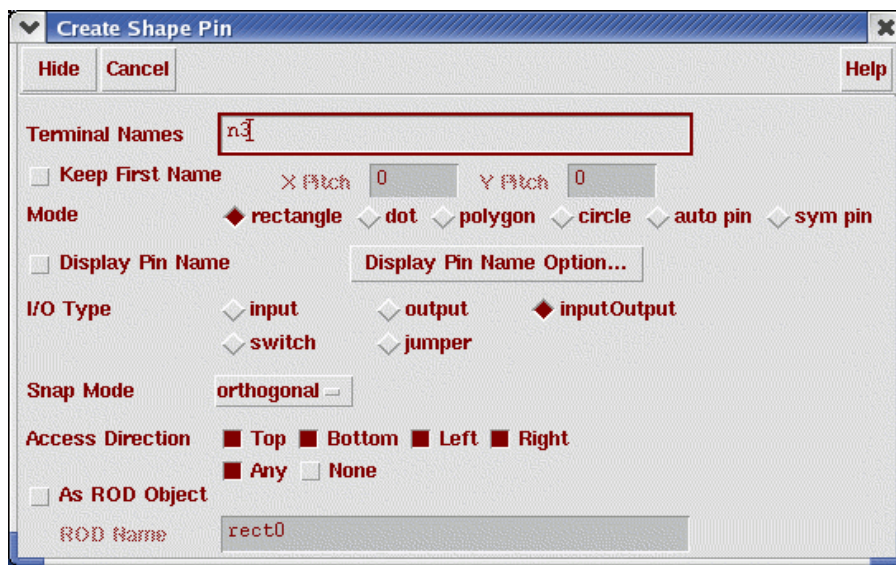 Create Shape Pin
Hide Cancel Help
Terminal Names n3
Keep First Name X Pitch 0 Y Pitch 0
Mode rectangle dot polygon circle auto pin sym pin
Display Pin Name Display Pin Name Option...
I/O Type input output inputOutput
switch jumper
Snap Mode orthogonal
Access Direction Top Bottom Left Right
Any None
As ROD Object
ROD Name rect0